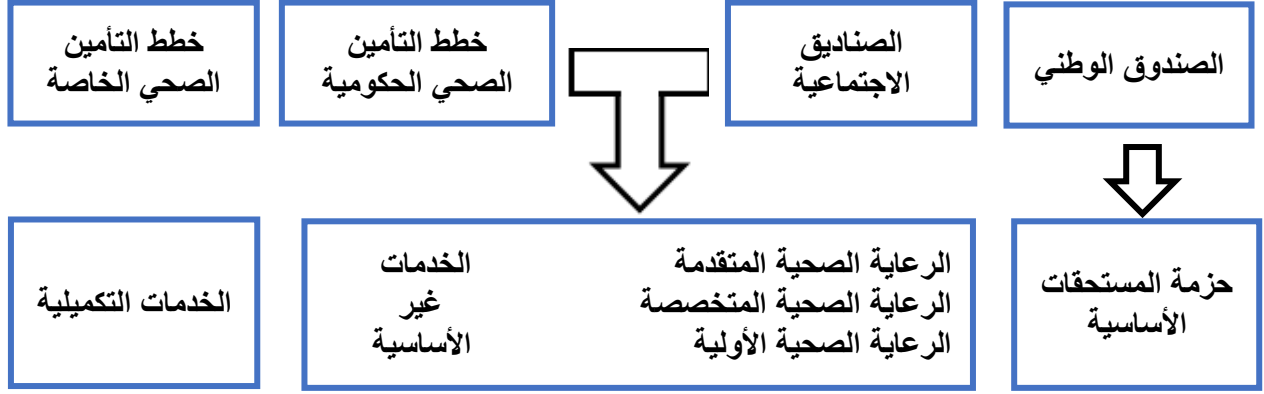 الصندوق الوطني
الصناديق
الاجتماعية
خطط التأمين
الصحي الحكومية
خطط التأمين
الصحي الخاصة
حزمة المستحقات
الأساسية
الرعاية الصحية المتقدمة
الرعاية الصحية المتخصصة
الرعاية الصحية الأولية
الخدمات
غير
الأساسية
الخدمات التكميلية